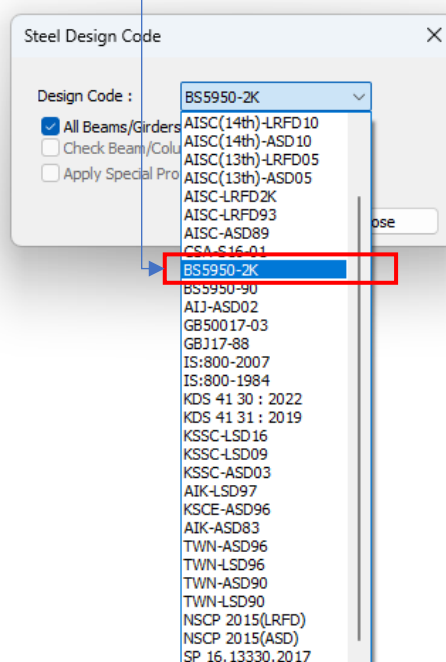 Steel Design Code
Design Code :
BS5950-2K
All Beams/Girders
Check Beam/Colu
Apply Special Pro
ose
AISC(14th)-LRFD10
AISC(14th)-ASD10
AISC(13th)-LRFD05
AISC(13th)-ASD05
AISC-LRFD2K
AISC-LRFD93
AISC-ASD89
CSA-S16-01
BS5950-2K
BS5950-90
AIJ-ASD02
GB50017-03
GBJ17-88
IS:800-2007
IS:800-1984
KDS 41 30 : 2022
KDS 41 31 : 2019
KSSC-LSD16
KSSC-LSD09
KSSC-ASD03
AIK-LSD97
KSCE-ASD96
AIK-ASD83
TWN-ASD96
TWN-LSD96
TWN-ASD90
TWN-LSD90
NSCP 2015(LRFD)
NSCP 2015(ASD)
SP 16.13330.2017